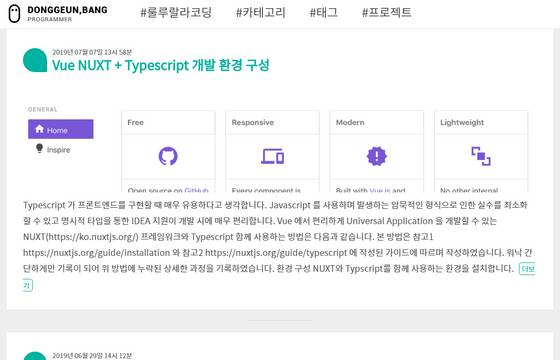 DONGGEUN,BANG
PROGRAMMER
#룰루랄라코딩 #카테고리 #태그 #프로젝트
2019년 07월 07일 13시 58분
Vue NUXT + Typescript 개발 환경 구성
GENERAL
Home
Inspire
Free Responsive Modern Lightweight
Open source on GitHub Every component is Built with Vue.js and No other internal
Typescript 가 프론트엔드를 구현할 때 매우 유용하다고 생각합니다. Javascript 를 사용하며 발생하는 암묵적인 형식으로 인한 실수를 최소화
할 수 있고 명시적 타입을 통한 IDEA 지원이 개발 시에 매우 편리합니다. Vue 에서 편리하게 Universal Application 을 개발할 수 있는
NUXT(https://ko.nuxtjs.org/) 프레임워크와 Typescript 함께 사용하는 방법은 다음과 같습니다. 본 방법은 참고1
https://nuxtjs.org/guide/installation 와 참고2 https://nuxtjs.org/guide/typescript 에 작성된 가이드에 따르며 작성하였습니다. 워낙 간
단하게만 기록이 되어 위 방법에 누락된 상세한 과정을 기록하였습니다. 환경 구성 NUXT와 Typscript를 함께 사용하는 환경을 설치합니다. 더보
기
2019년 06월 29일 14시 12분